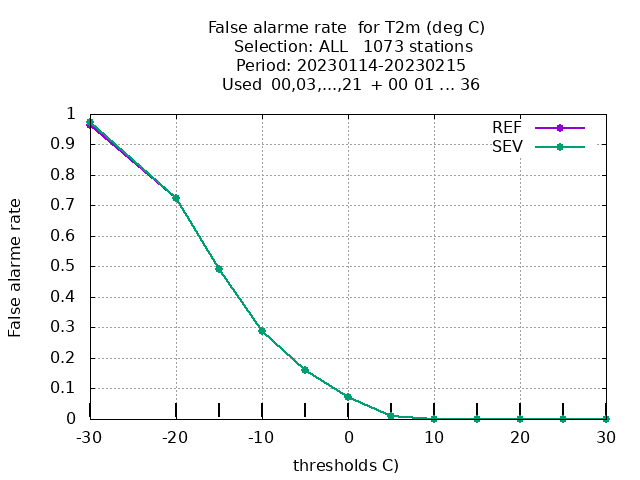 False alarme rate  for T2m (deg C)
Selection: ALL   1073 stations
Period: 20230114-20230215
Used  00,03,...,21  + 00 01 ... 36
REF
SEV
1
0.9
0.8
0.7
0.6
0.5
0.4
0.3
0.2
0.1
0
False alarme rate
-30 -20 -10 0 10 20 30
thresholds C)